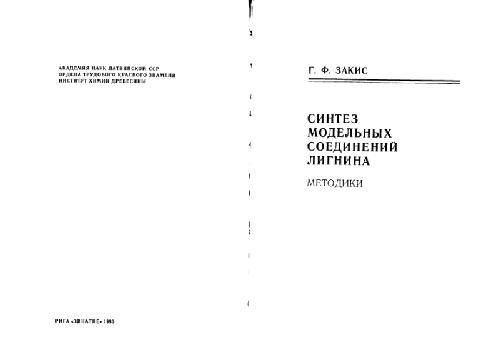 АКАДЕМИЯ НАУК ЛАТВИЙСКОЙ ССР
ОРДЕНА ТРУДОВОГО КРАСНОГО ЗНАМЕНИ
ИНСТИТУТ ХИМИИ ДРЕВЕСИНЫ
РИГА «ЗИНАТНЕ»
Г. Ф. ЗАКИС
СИНТЕЗ
МОДЕЛЬНЫХ
СОЕДИНЕНИЙ
ЛИГНИНА
МЕТОДИКИ